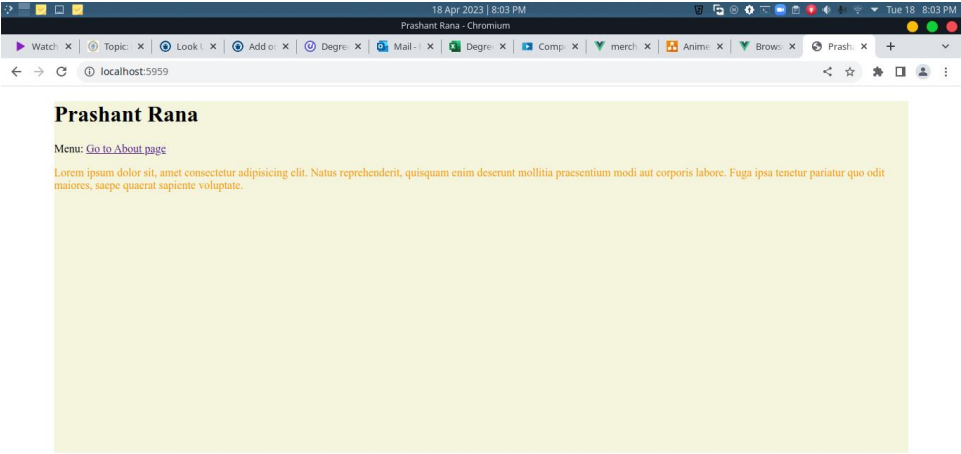 18 Apr 2023 | 8:03 PM
Tue 18 8:03 PM
Prashant Rana - Chromium
Watch Topic: Look Add o Degre Mail - Degre Comp merch Anime Brows Prash
localhost:5959
Prashant Rana
Menu: Go to About page
Lorem ipsum dolor sit, amet consectetur adipisicing elit. Natus reprehenderit, quisquam enim deserunt mollitia praesentium modi aut corporis labore. Fuga ipsa tenetur pariatur quo odit
maiores, saepe quaerat sapiente voluptate.